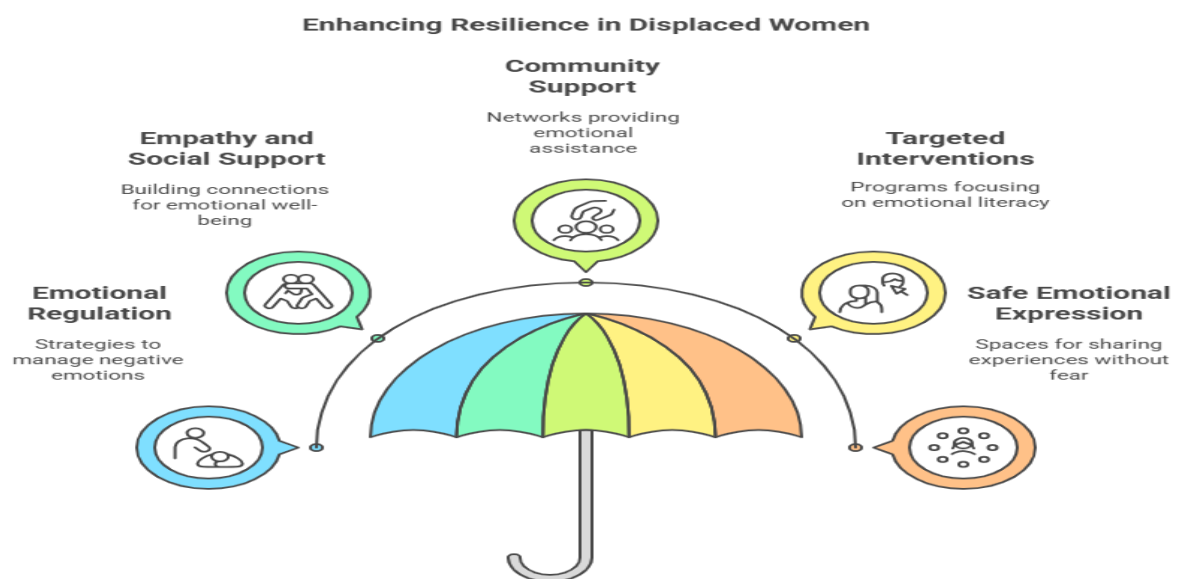 Enhancing Resilience in Displaced Women
Community
Support
Networks providing
emotional
assistance
Empathy and
Social Support
Building connections
for emotional well-
being
Targeted
Interventions
Programs focusing
on emotional literacy
Emotional
Regulation
Strategies to
manage negative
emotions
Safe Emotional
Expression
Spaces for sharing
experiences without
fear